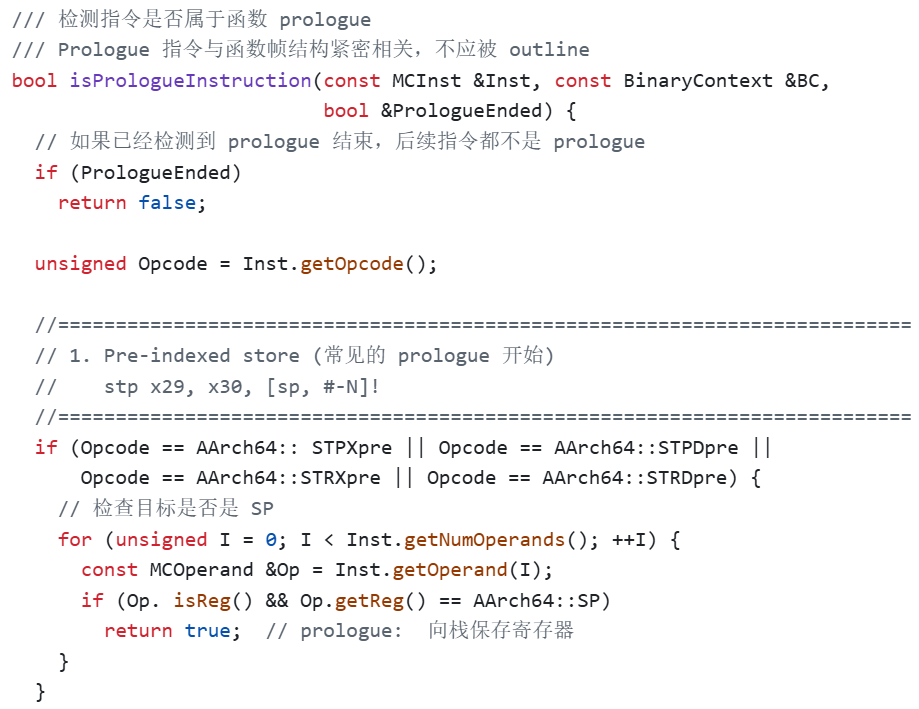 /// 检测指令是否属于函数 prologue
/// Prologue 指令与函数帧结构紧密相关，不应被 outline
bool isPrologueInstruction(const MCInst &Inst, const BinaryContext &BC,
                           bool &PrologueEnded) {
  // 如果已经检测到 prologue 结束，后续指令都不是 prologue
  if (PrologueEnded)
    return false;

  unsigned Opcode = Inst.getOpcode();

  //==========================================================================
  // 1. Pre-indexed store (常见的 prologue 开始)
  //    stp x29, x30, [sp, #-N]!
  //==========================================================================
  if (Opcode == AArch64:: STPXpre || Opcode == AArch64::STPDpre ||
      Opcode == AArch64::STRXpre || Opcode == AArch64::STRDpre) {
    // 检查目标是否是 SP
    for (unsigned I = 0; I < Inst.getNumOperands(); ++I) {
      const MCOperand &Op = Inst.getOperand(I);
      if (Op. isReg() && Op.getReg() == AArch64::SP)
        return true;  // prologue:  向栈保存寄存器
    }
  }